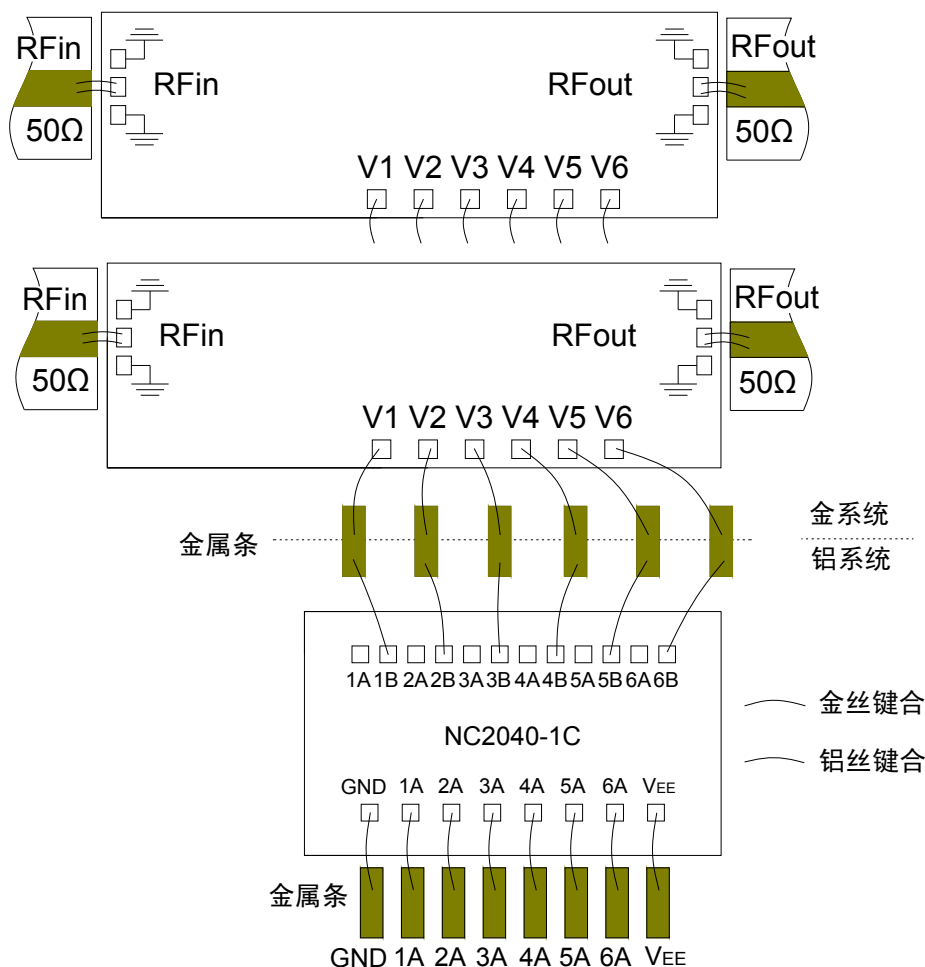 RFin
RFout
RFin
RFout
50Ω
50Ω
V1 V2 V3 V4 V5 V6
RFin
RFout
RFin
RFout
50Ω
50Ω
V1 V2 V3 V4 V5 V6
金属条
金系统
铝系统
1A 1B 2A 2B 3A 3B 4A 4B 5A 5B 6A 6B
NC2040-1C
金丝键合
铝丝键合
GND 1A 2A 3A 4A 5A 6A VEE
金属条
GND 1A 2A 3A 4A 5A 6A VEE